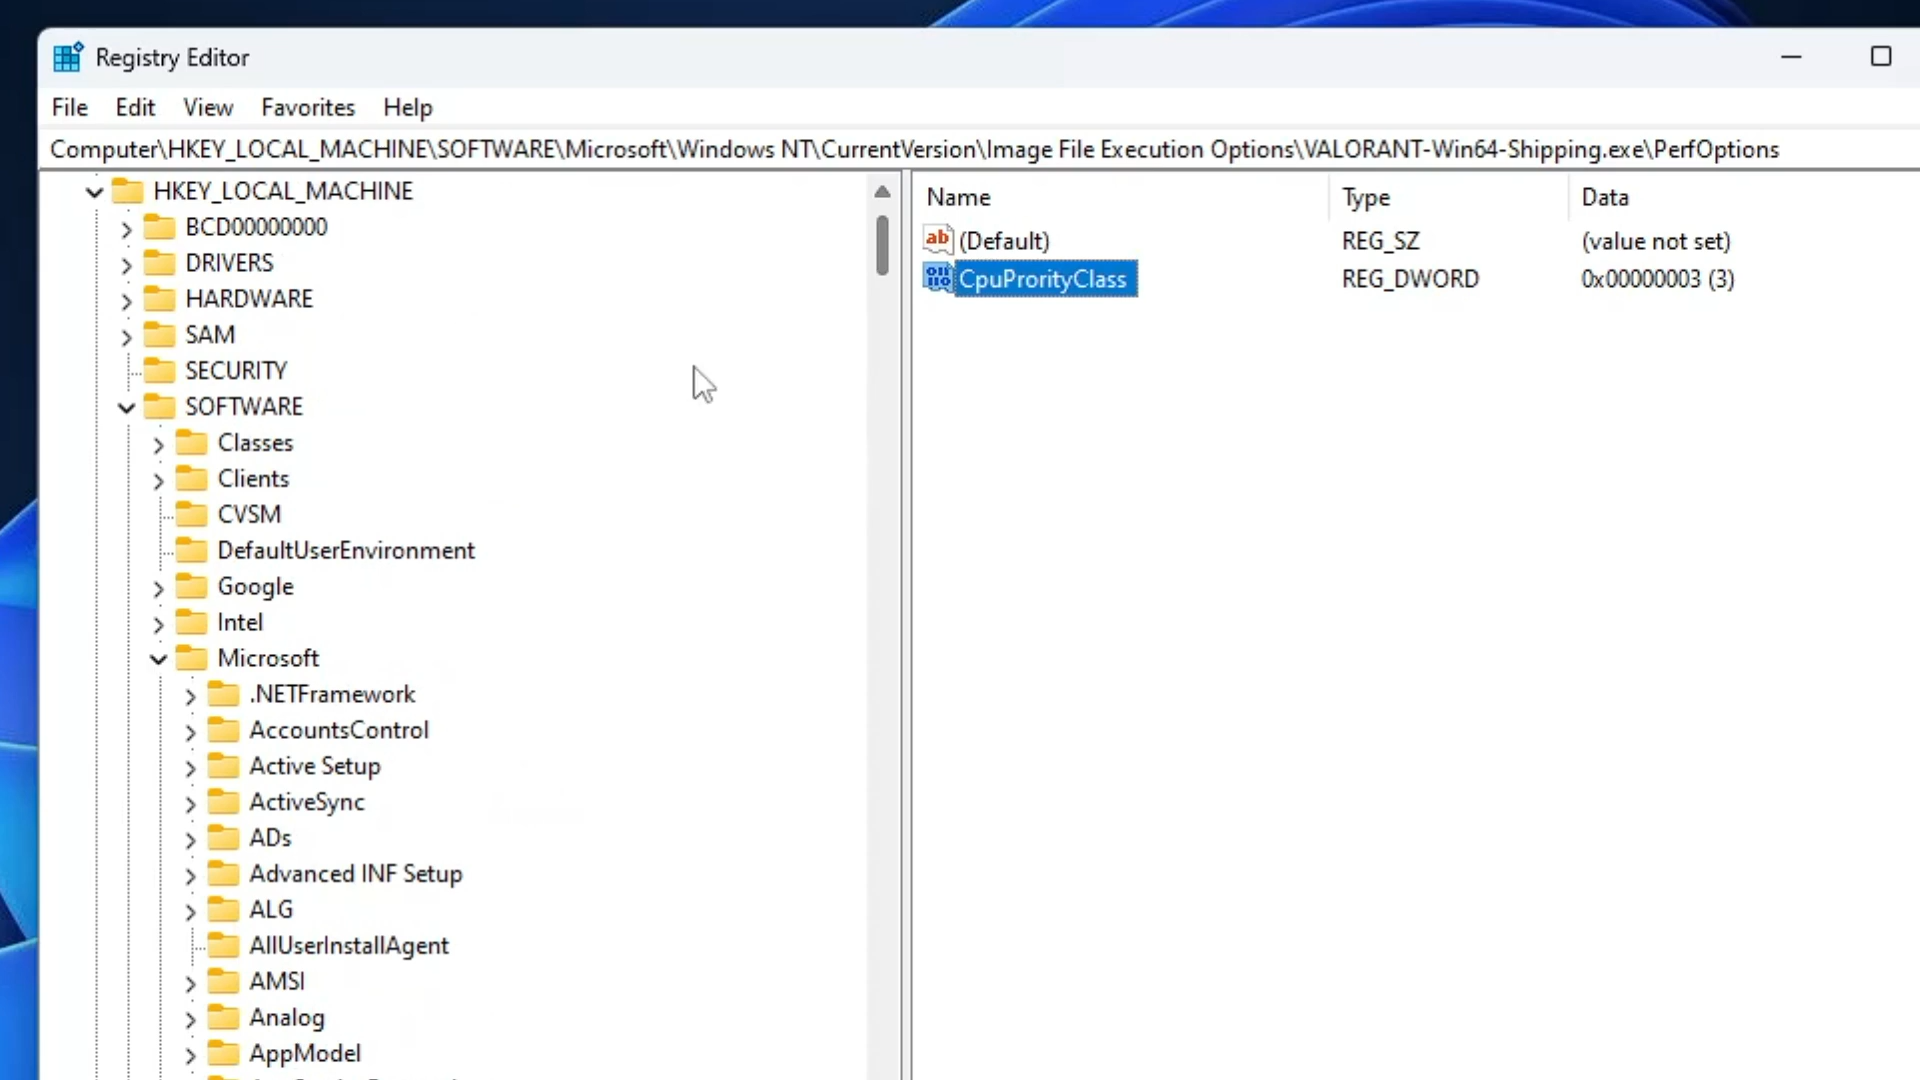 Registry Editor
File Edit View Favorites Help
Computer\HKEY_LOCAL_MACHINE\SOFTWARE\Microsoft\Windows NT\CurrentVersion\Image File Execution Options\VALORANT-Win64-Shipping.exe\PerfOptions
HKEY_LOCAL_MACHINE
BCD00000000
DRIVERS
HARDWARE
SAM
SECURITY
SOFTWARE
Classes
Clients
CVSM
DefaultUserEnvironment
Google
Intel
Microsoft
.NETFramework
AccountsControl
Active Setup
ActiveSync
ADs
Advanced INF Setup
ALG
AllUserInstallAgent
AMSI
Analog
AppModel
Name Type Data
ab (Default) REG_SZ (value not set)
CpuProrityClass REG_DWORD 0x00000003 (3)